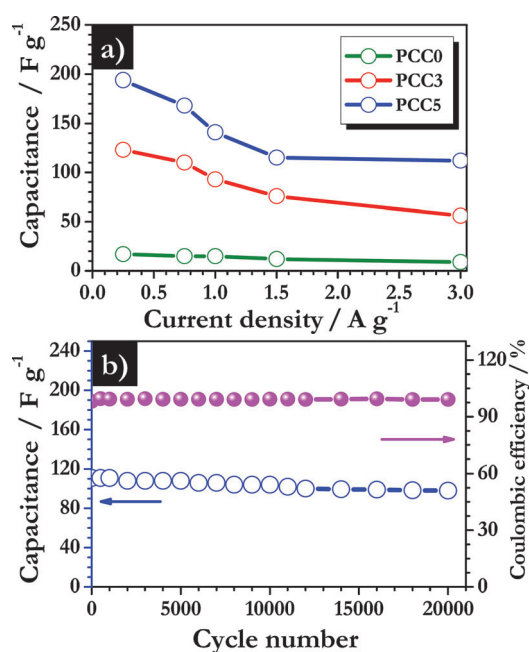 a)
PCC0
PCC3
PCC5
Capacitance / F g⁻¹
250
200
150
100
50
0
0.0 0.5 1.0 1.5 2.0 2.5 3.0
Current density / A g⁻¹
b)
Capacitance / F g⁻¹
240
200
160
120
80
40
0
120
90
60
30
0
Coulombic efficiency / %
0 5000 10000 15000 20000
Cycle number